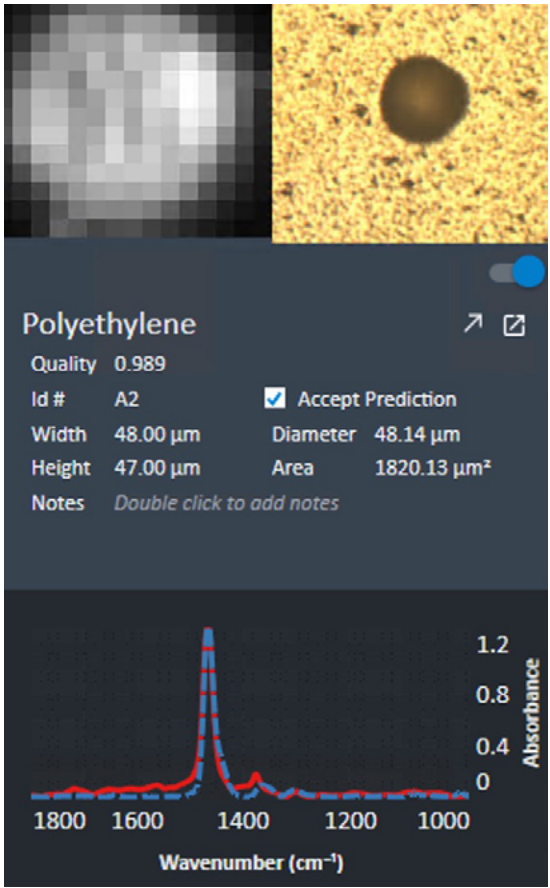 Polyethylene
Quality 0.989
Id # A2 Accept Prediction
Width 48.00 µm Diameter 48.14 µm
Height 47.00 µm Area 1820.13 µm²
Notes Double click to add notes
1.2
0.8
0.4
0
Absorbance
1800 1600 1400 1200 1000
Wavenumber (cm⁻¹)